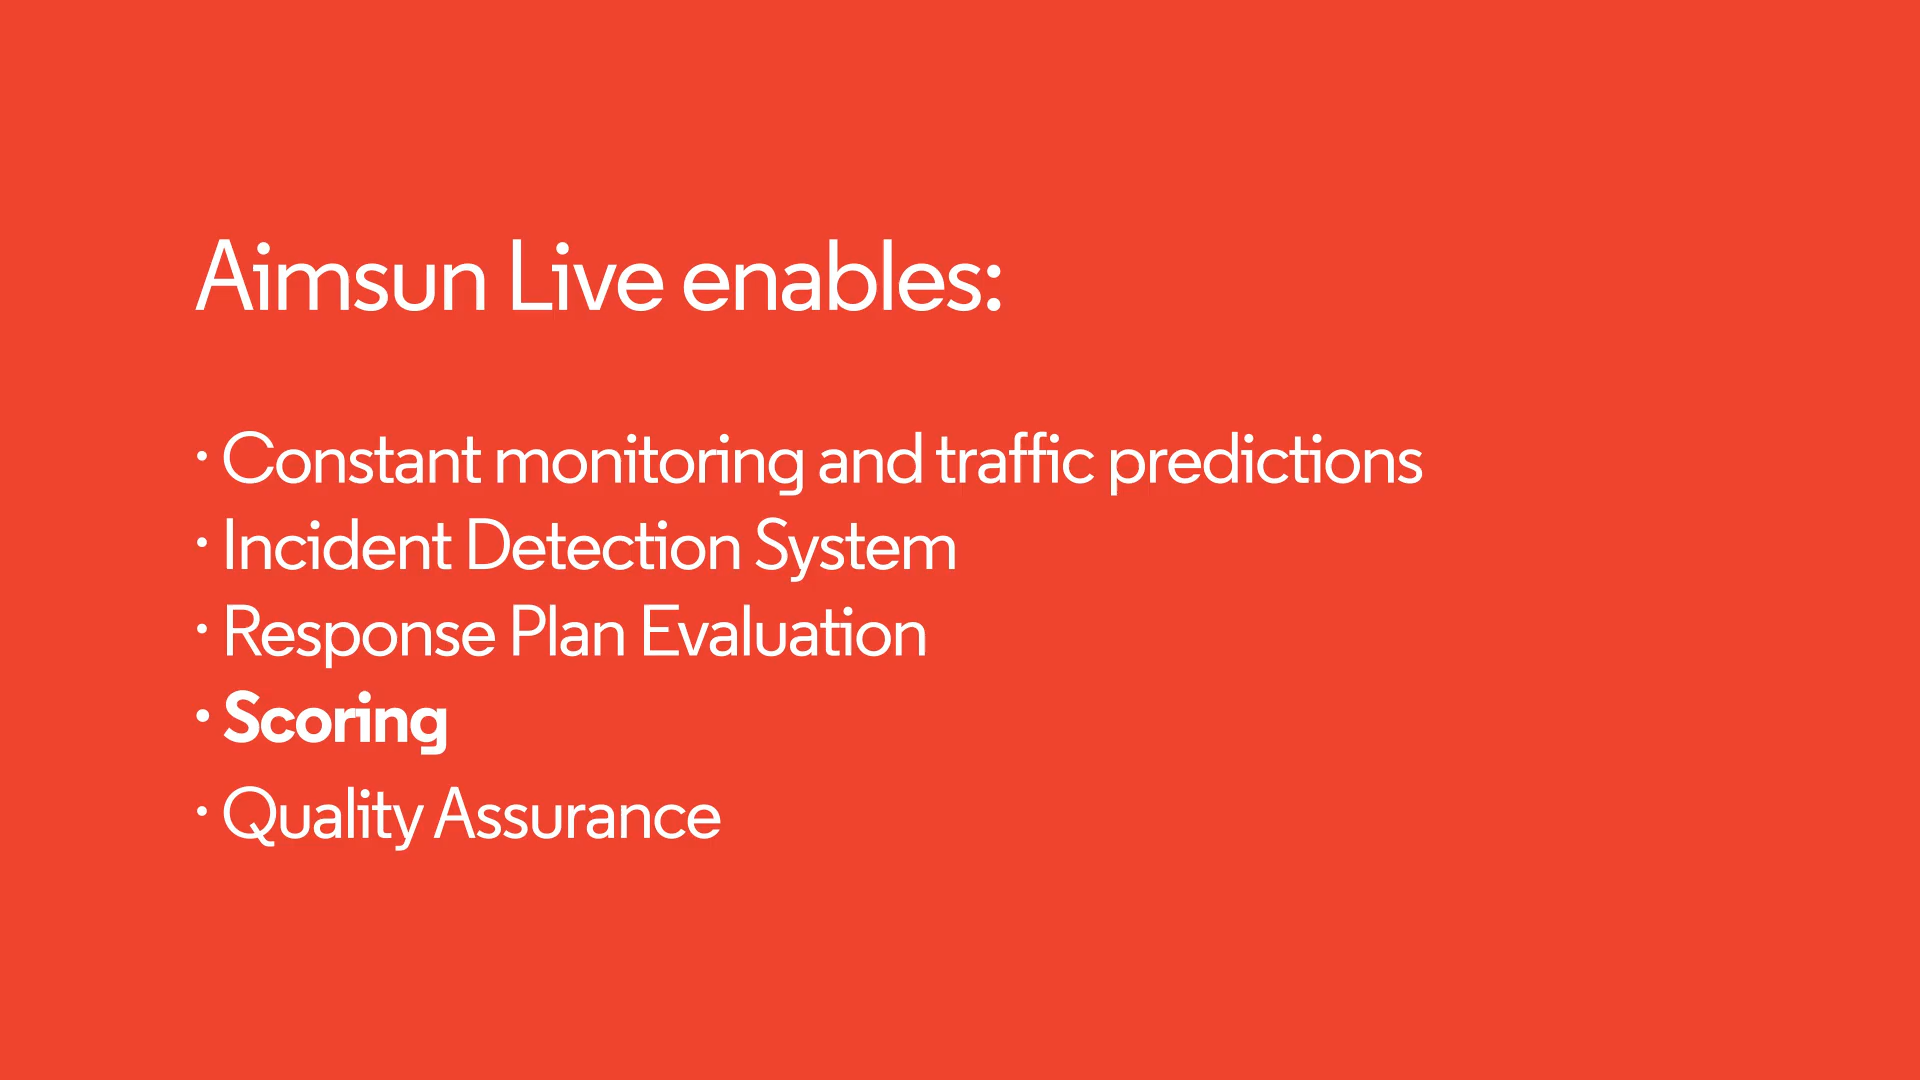 Aimsun Live enables:
• Constant monitoring and traffic predictions
• Incident Detection System
• Response Plan Evaluation
• Scoring
• Quality Assurance